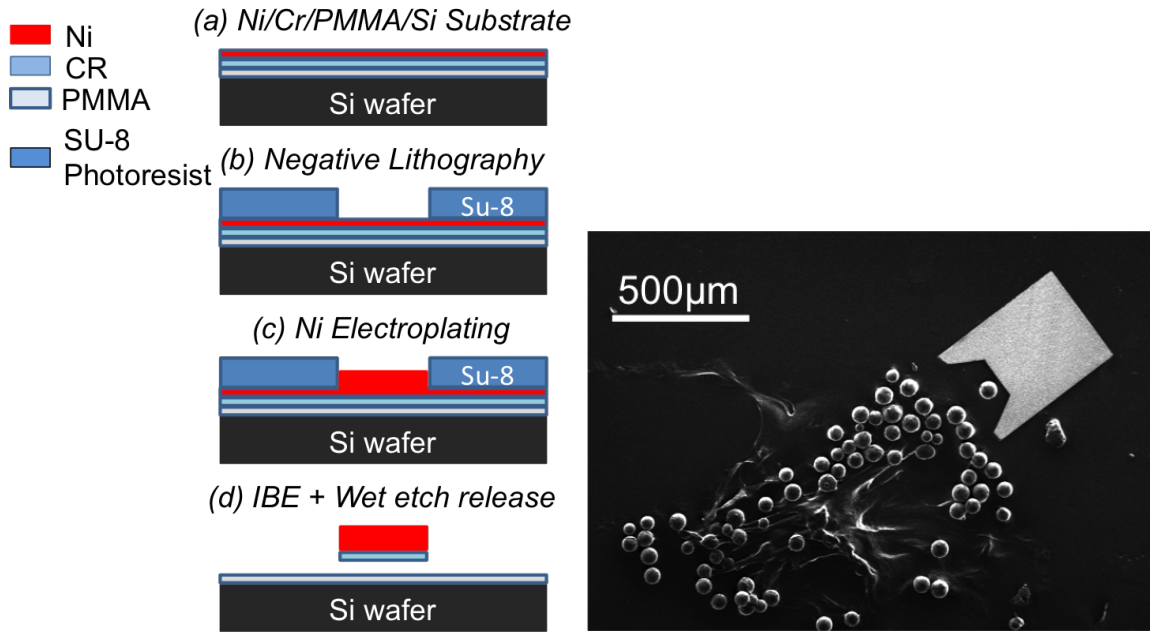 Ni
CR
PMMA
SU-8
Photoresist
(a) Ni/Cr/PMMA/Si Substrate
Si wafer
(b) Negative Lithography
Su-8
Si wafer
(c) Ni Electroplating
Su-8
Si wafer
(d) IBE + Wet etch release
Si wafer
500μm